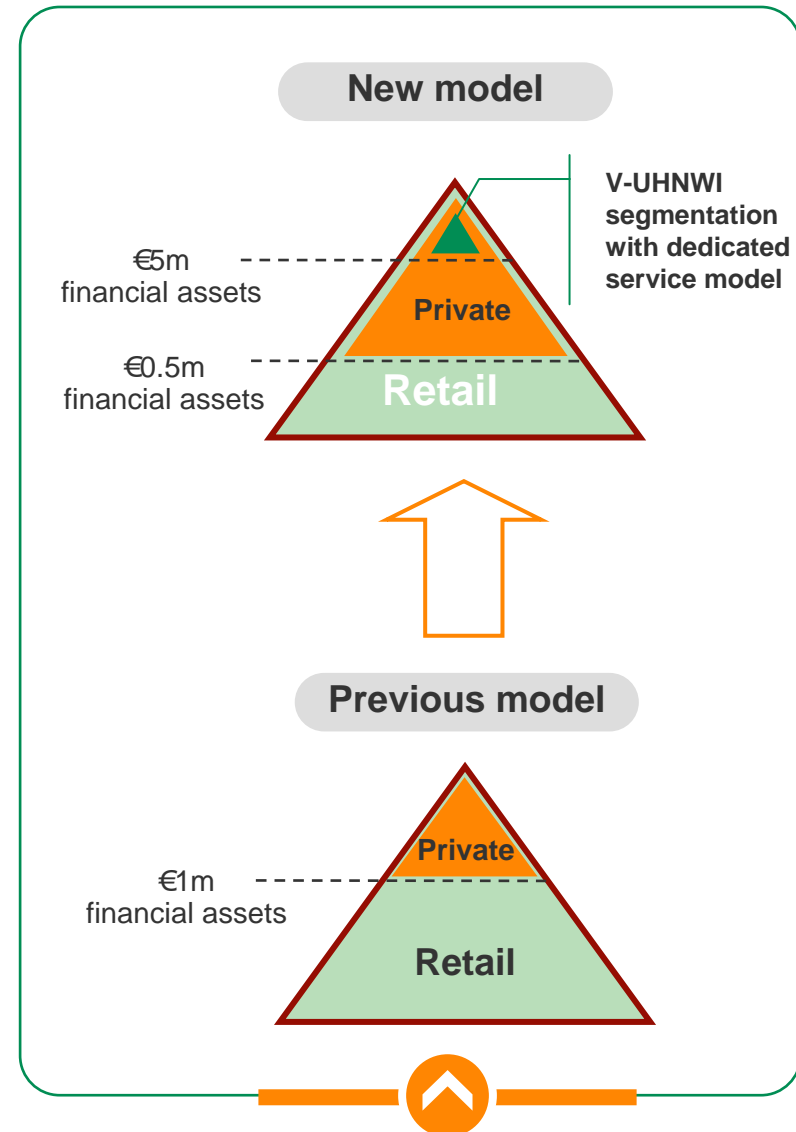 New model
V-UHNWI
segmentation
with dedicated
service model
€5m
financial assets
Private
€0.5m
financial assets
Retail
Previous model
Private
€1m
financial assets
Retail